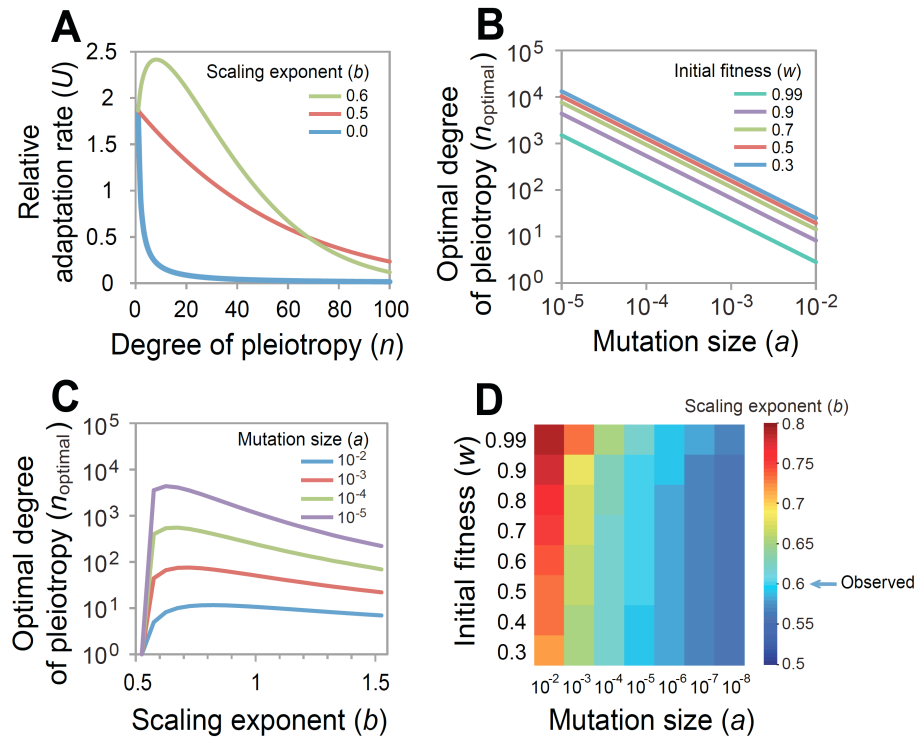 A
Relative
adaptation rate (U)
2.5
2
1.5
1
0.5
0
Scaling exponent (b)
0.6
0.5
0.0
0 20 40 60 80 100
Degree of pleiotropy (n)
B
Optimal degree
of pleiotropy (n_optimal)
10^5
10^4
10^3
10^2
10^1
10^0
Initial fitness (w)
0.99
0.9
0.7
0.5
0.3
10^-5 10^-4 10^-3 10^-2
Mutation size (a)
C
Optimal degree
of pleiotropy (n_optimal)
10^5
10^4
10^3
10^2
10^1
10^0
Mutation size (a)
10^-2
10^-3
10^-4
10^-5
0.5 1 1.5
Scaling exponent (b)
D
Scaling exponent (b)
Initial fitness (w)
0.99
0.9
0.8
0.7
0.6
0.5
0.4
0.3
10^-2 10^-3 10^-4 10^-5 10^-6 10^-7 10^-8
Mutation size (a)
0.8
0.75
0.7
0.65
0.6
0.55
0.5
Observed